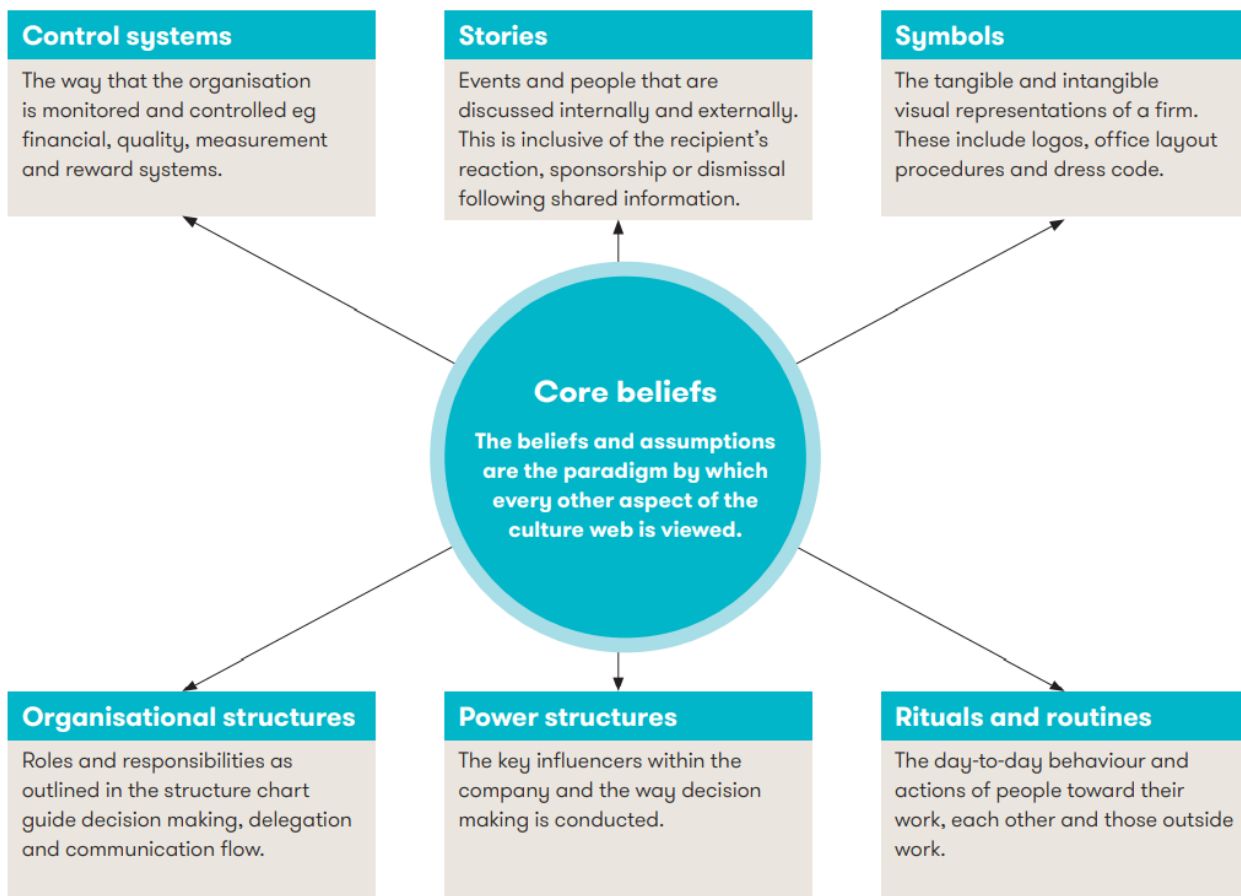 Control systems
The way that the organisation
is monitored and controlled eg
financial, quality, measurement
and reward systems.
Stories
Events and people that are
discussed internally and externally.
This is inclusive of the recipient's
reaction, sponsorship or dismissal
following shared information.
Symbols
The tangible and intangible
visual representations of a firm.
These include logos, office layout
procedures and dress code.
Core beliefs
The beliefs and assumptions
are the paradigm by which
every other aspect of the
culture web is viewed.
Organisational structures
Roles and responsibilities as
outlined in the structure chart
guide decision making, delegation
and communication flow.
Power structures
The key influencers within the
company and the way decision
making is conducted.
Rituals and routines
The day-to-day behaviour and
actions of people toward their
work, each other and those outside
work.